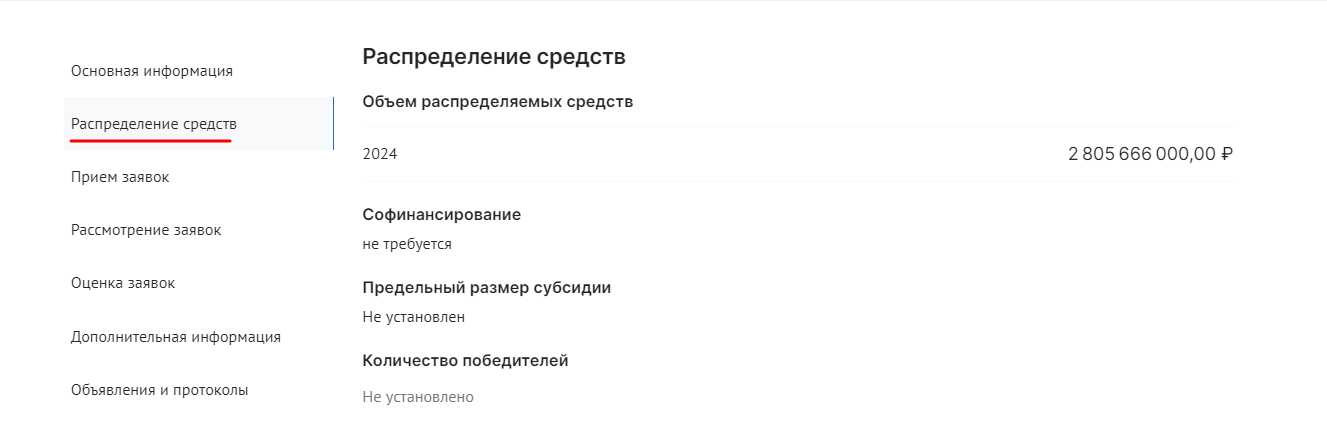 Основная информация
Распределение средств
Прием заявок
Рассмотрение заявок
Оценка заявок
Дополнительная информация
Объявления и протоколы
Распределение средств
Объем распределяемых средств
2024 2 805 666 000,00 ₽
Софинансирование
не требуется
Предельный размер субсидии
Не установлен
Количество победителей
Не установлено